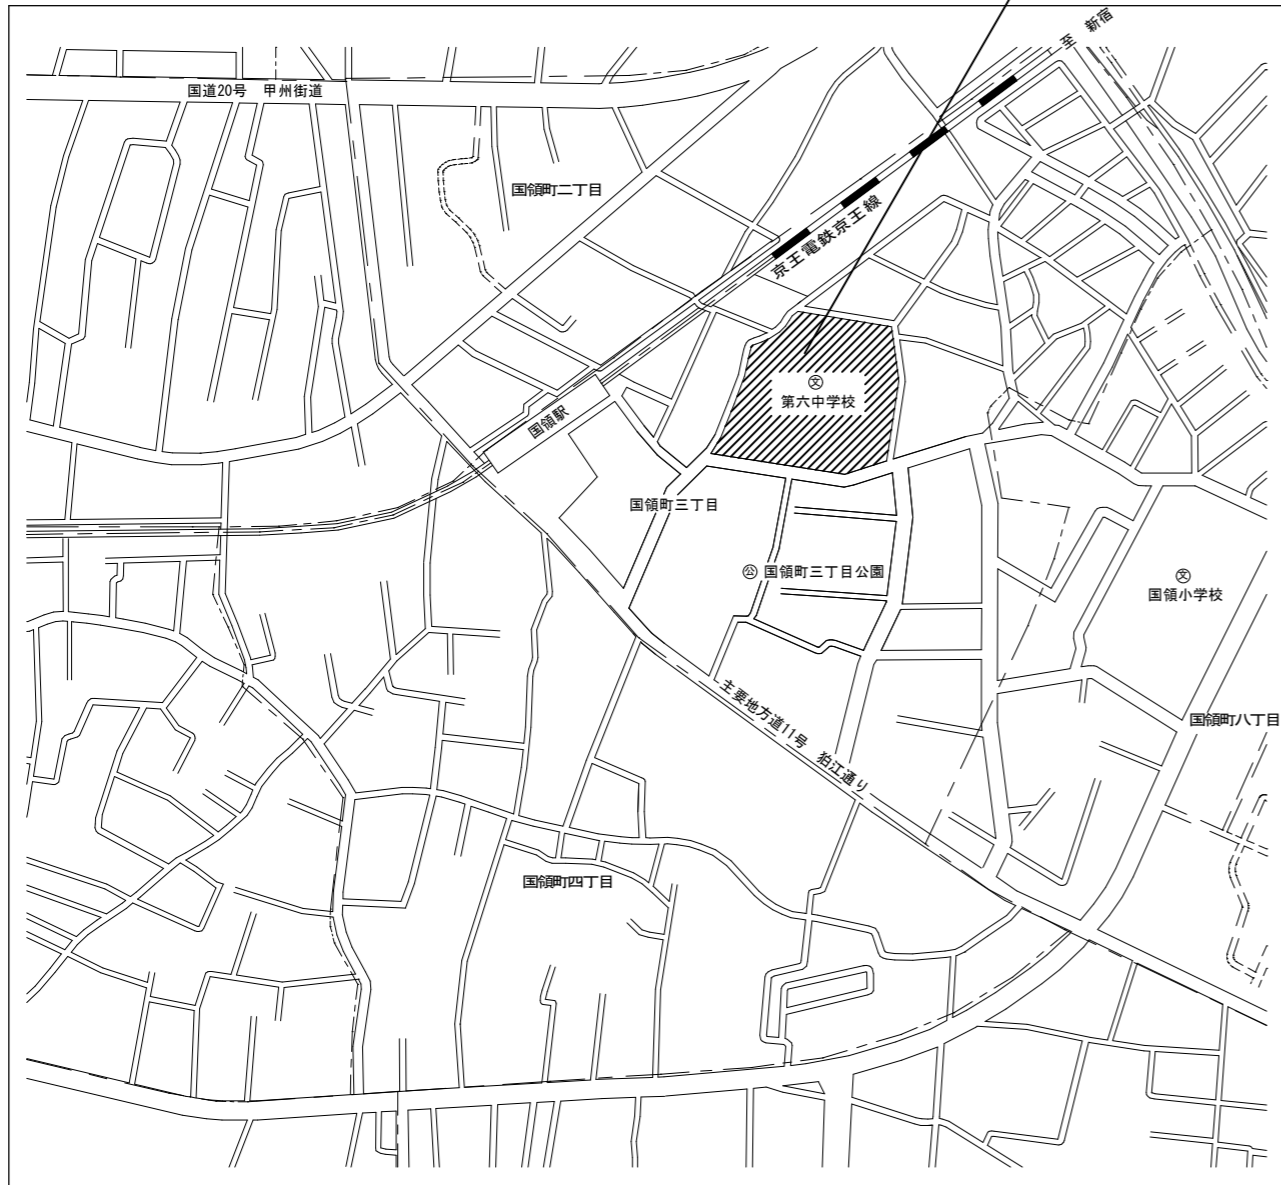 至　新宿
国道20号　甲州街道
国領町二丁目
京王電鉄京王線
文
第六中学校
国領駅
国領町三丁目
公 国領町三丁目公園
文
国領小学校
主要地方道11号　狛江通り
国領町八丁目
国領町四丁目